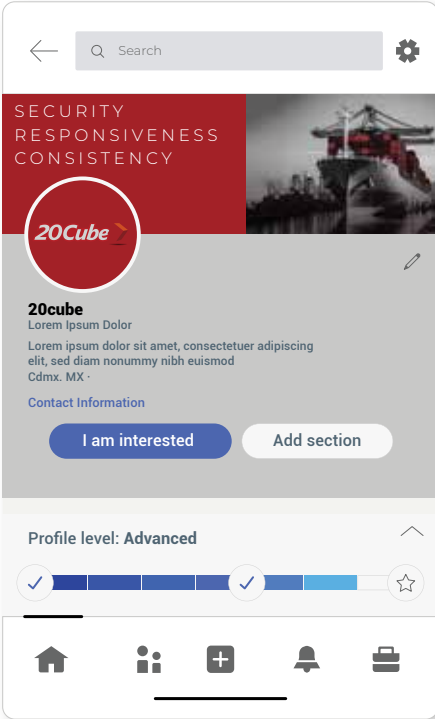 Search
SECURITY
RESPONSIVENESS
CONSISTENCY
20Cube
20cube
Lorem Ipsum Dolor
Lorem ipsum dolor sit amet, consectetuer adipiscing
elit, sed diam nonummy nibh euismod
Cdmx. MX ·
Contact Information
I am interested
Add section
Profile level: Advanced